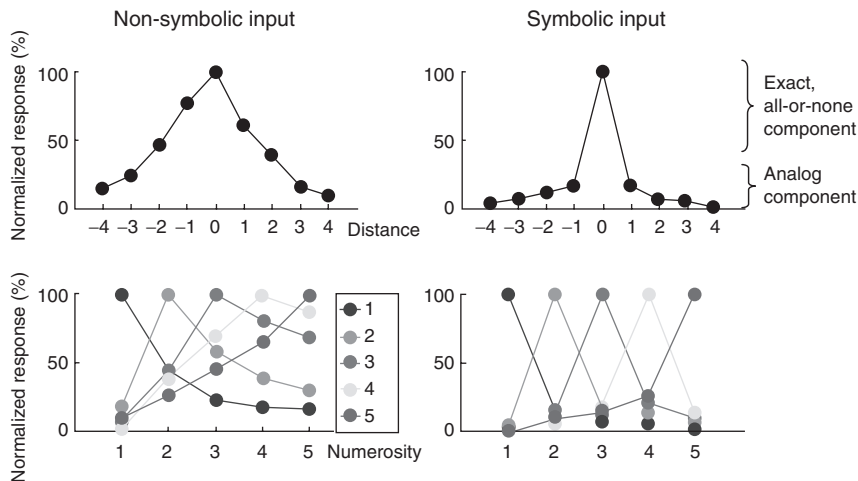 Non-symbolic input
Symbolic input
Normalized response (%)
100
50
0
–4 –3 –2 –1 0 1 2 3 4 Distance
100
50
0
–4 –3 –2 –1 0 1 2 3 4
Exact,
all-or-none
component
Analog
component
Normalized response (%)
100
50
0
1 2 3 4 5 Numerosity
1
2
3
4
5
100
50
0
1 2 3 4 5